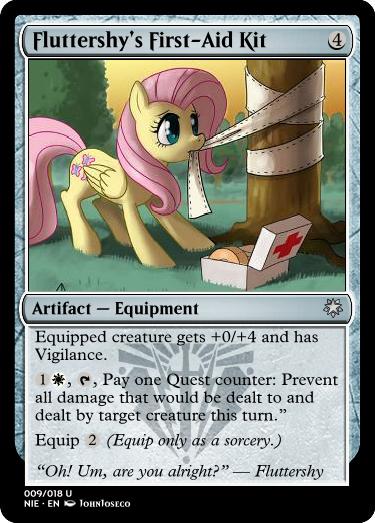 Fluttershy's First-Aid Kit 4
Artifact — Equipment
Equipped creature gets +0/+4 and has
Vigilance.
1, , Pay one Quest counter: Prevent
all damage that would be dealt to and
dealt by target creature this turn.”
Equip 2 (Equip only as a sorcery.)
“Oh! Um, are you alright?” — Fluttershy
009/018 U
NIE • EN JohnJoseco